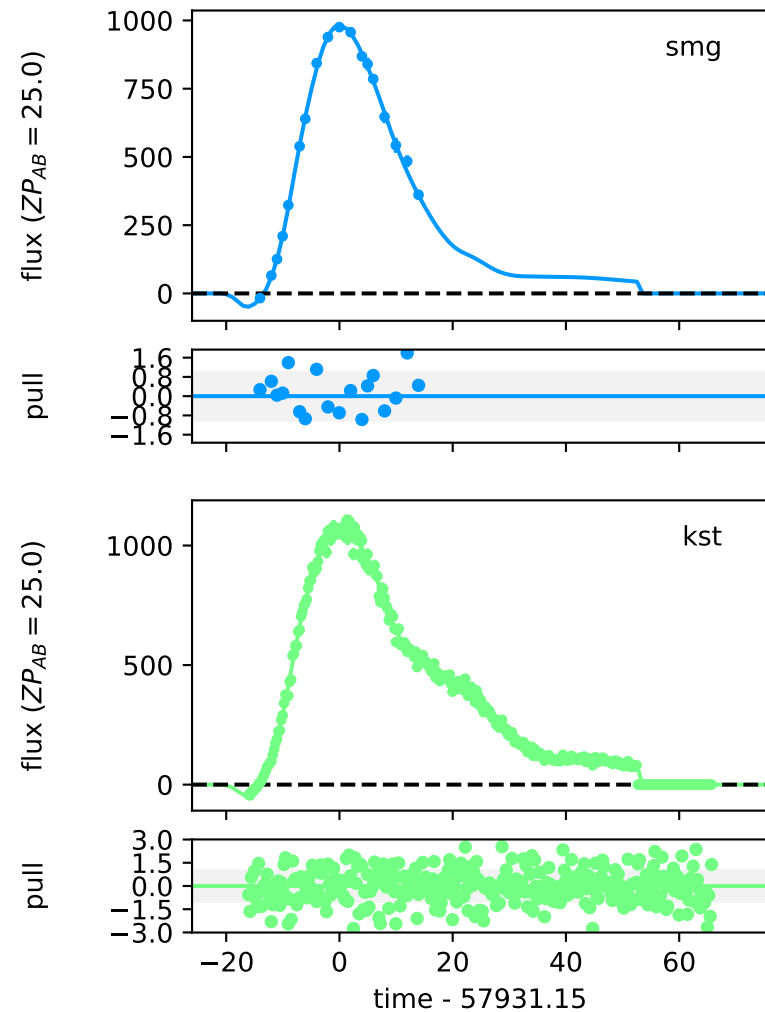 1000
750
500
250
0
flux (ZP_AB = 25.0)
smg
1.6
0.8
0.0
−0.8
−1.6
pull
1000
500
0
flux (ZP_AB = 25.0)
kst
3.0
1.5
0.0
−1.5
−3.0
pull
−20 0 20 40 60
time - 57931.15